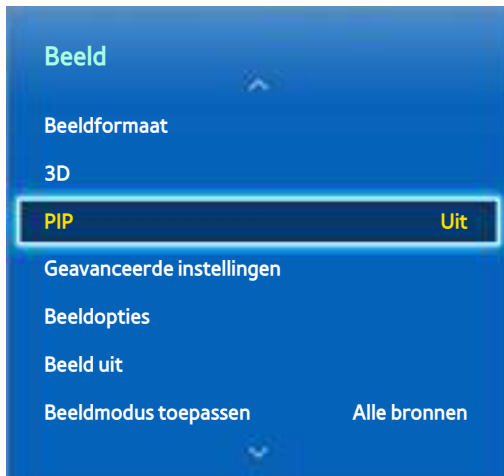 Beeld
Beeldformaat
3D
PIP Uit
Geavanceerde instellingen
Beeldopties
Beeld uit
Beeldmodus toepassen Alle bronnen